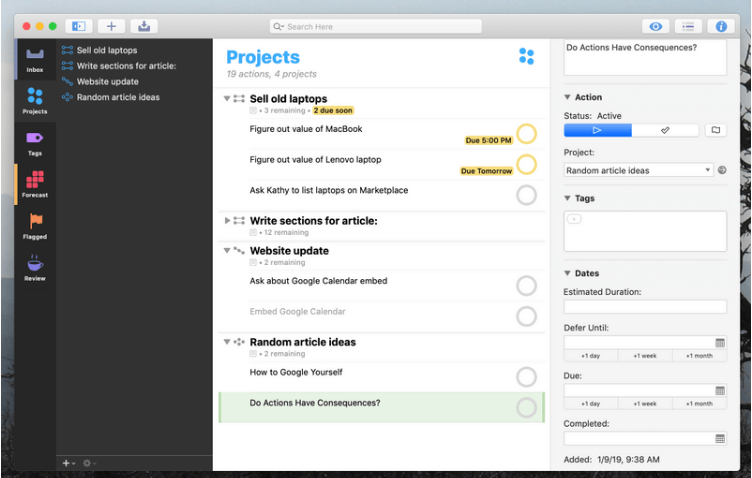 Search Here
Inbox
Projects
Tags
Forecast
Flagged
Review
Sell old laptops
Write sections for article:
Website update
Random article ideas
Projects
19 actions, 4 projects
Sell old laptops
• 3 remaining • 2 due soon
Figure out value of MacBook
Due 5:00 PM
Figure out value of Lenovo laptop
Due Tomorrow
Ask Kathy to list laptops on Marketplace
Write sections for article:
• 12 remaining
Website update
• 2 remaining
Ask about Google Calendar embed
Embed Google Calendar
Random article ideas
• 2 remaining
How to Google Yourself
Do Actions Have Consequences?
Do Actions Have Consequences?
Action
Status: Active
Project:
Random article ideas
Tags
Dates
Estimated Duration:
Defer Until:
+1 day +1 week +1 month
Due:
+1 day +1 week +1 month
Completed:
Added: 1/9/19, 9:38 AM